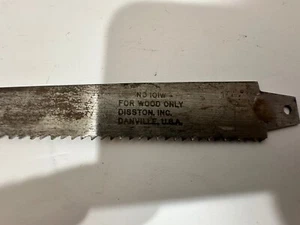 FOR WOOD ONLY
DISSTON, INC.
DANVILLE, U.S.A.